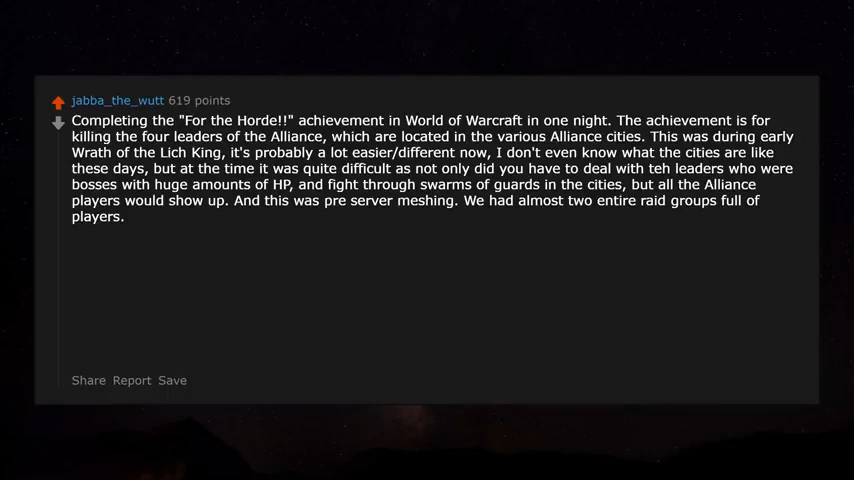 jabba_the_wutt 619 points
Completing the "For the Horde!!" achievement in World of Warcraft in one night. The achievement is for
killing the four leaders of the Alliance, which are located in the various Alliance cities. This was during early
Wrath of the Lich King, it's probably a lot easier/different now, I don't even know what the cities are like
these days, but at the time it was quite difficult as not only did you have to deal with teh leaders who were
bosses with huge amounts of HP, and fight through swarms of guards in the cities, but all the Alliance
players would show up. And this was pre server meshing. We had almost two entire raid groups full of
players.
Share Report Save